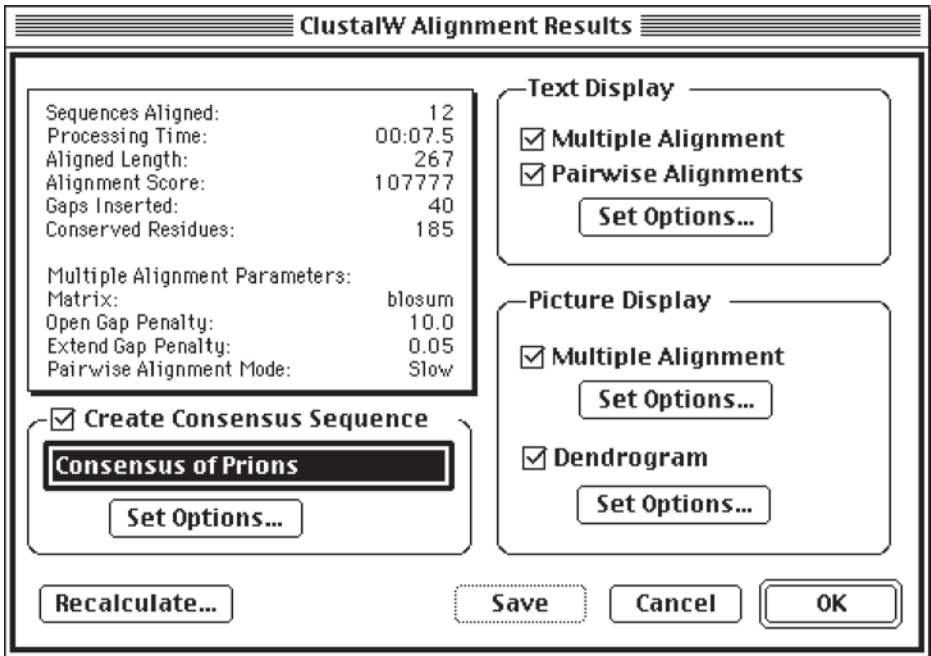 ClustalW Alignment Results
Sequences Aligned: 12
Processing Time: 00:07.5
Aligned Length: 267
Alignment Score: 107777
Gaps Inserted: 40
Conserved Residues: 185
Multiple Alignment Parameters:
Matrix: blosum
Open Gap Penalty: 10.0
Extend Gap Penalty: 0.05
Pairwise Alignment Mode: Slow
Create Consensus Sequence
Consensus of Prions
Set Options...
Text Display
Multiple Alignment
Pairwise Alignments
Set Options...
Picture Display
Multiple Alignment
Set Options...
Dendrogram
Set Options...
Recalculate...
Save
Cancel
OK